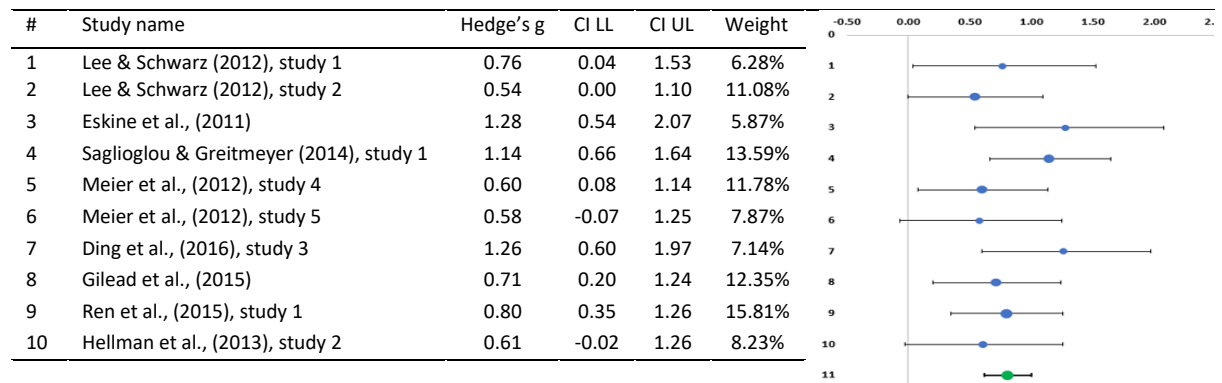 # Study name Hedge's g CI LL CI UL Weight
1 Lee & Schwarz (2012), study 1 0.76 0.04 1.53 6.28%
2 Lee & Schwarz (2012), study 2 0.54 0.00 1.10 11.08%
3 Eskine et al., (2011) 1.28 0.54 2.07 5.87%
4 Saglioglou & Greitmeyer (2014), study 1 1.14 0.66 1.64 13.59%
5 Meier et al., (2012), study 4 0.60 0.08 1.14 11.78%
6 Meier et al., (2012), study 5 0.58 -0.07 1.25 7.87%
7 Ding et al., (2016), study 3 1.26 0.60 1.97 7.14%
8 Gilead et al., (2015) 0.71 0.20 1.24 12.35%
9 Ren et al., (2015), study 1 0.80 0.35 1.26 15.81%
10 Hellman et al., (2013), study 2 0.61 -0.02 1.26 8.23%
-0.50 0.00 0.50 1.00 1.50 2.00
0
1
2
3
4
5
6
7
8
9
10
11